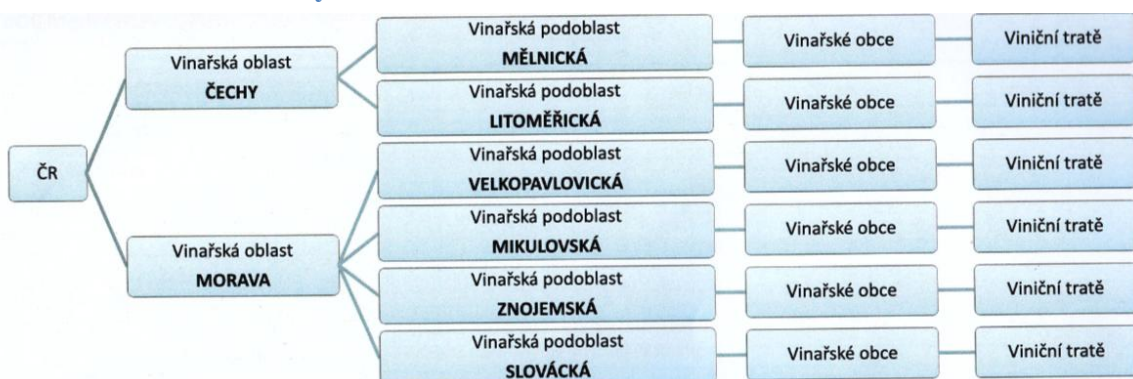 ČR
Vinařská oblast
ČECHY
Vinařská podoblast
MĚLNICKÁ
Vinařské obce
Viniční tratě
Vinařská podoblast
LITOMĚŘICKÁ
Vinařské obce
Viniční tratě
Vinařská oblast
MORAVA
Vinařská podoblast
VELKOPAVLOVICKÁ
Vinařské obce
Viniční tratě
Vinařská podoblast
MIKULOVSKÁ
Vinařské obce
Viniční tratě
Vinařská podoblast
ZNOJEMSKÁ
Vinařské obce
Viniční tratě
Vinařská podoblast
SLOVÁCKÁ
Vinařské obce
Viniční tratě